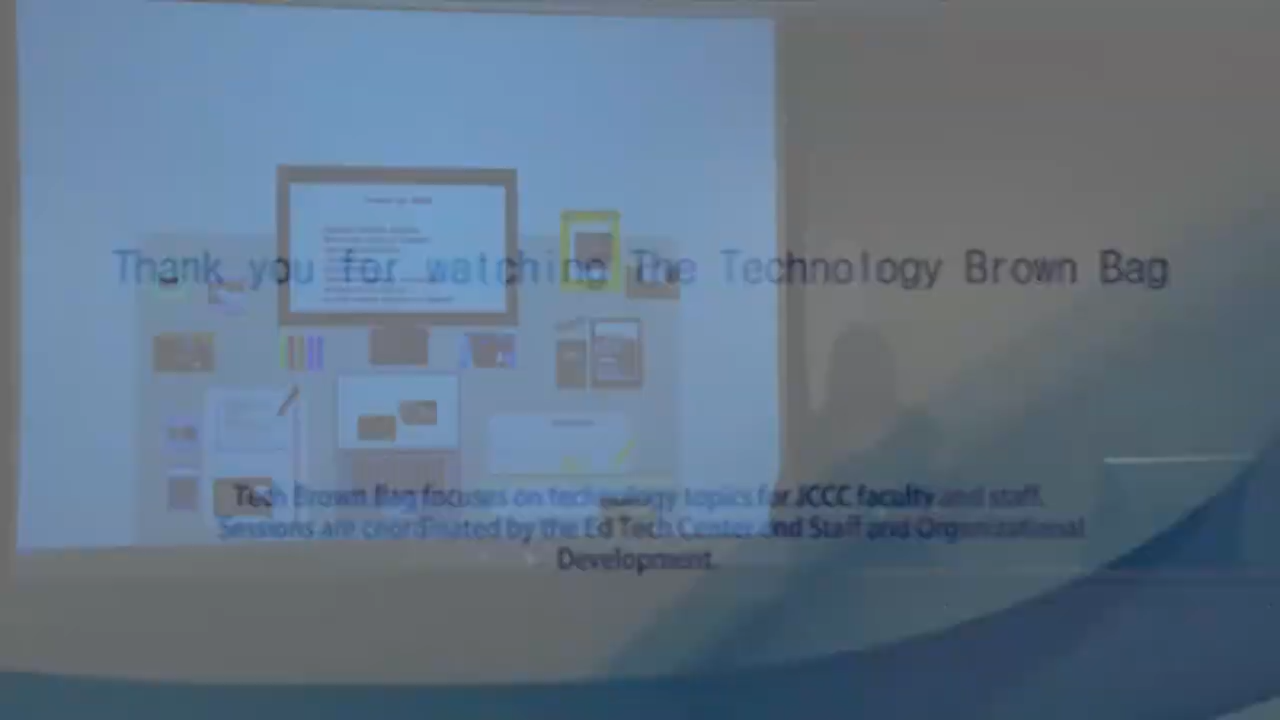 Thank you for watching The Technology Brown Bag
Tech Brown Bag focuses on technology topics for JCCC faculty and staff.
Sessions are coordinated by the Ed Tech Center and Staff and Organizational
Development.